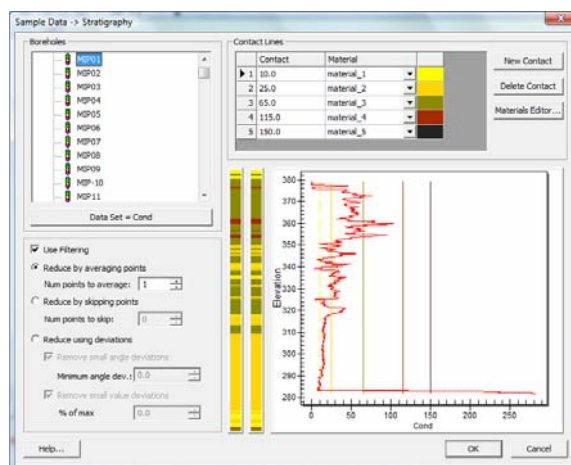 Sample Data -> Stratigraphy
Boreholes
MIP01
MIP02
MIP03
MIP04
MIP05
MIP06
MIP07
MIP08
MIP09
MIP-10
MIP11
Data Set = Cond
Contact Lines
Contact Material
1 10.0 material_1
2 25.0 material_2
3 65.0 material_3
4 115.0 material_4
5 150.0 material_5
New Contact
Delete Contact
Materials Editor...
Use Filtering
Reduce by averaging points
Num points to average: 1
Reduce by skipping points
Num points to skip: 0
Reduce using deviations
Remove small angle deviations
Minimum angle dev.: 0.0
Remove small value deviations
% of max 0.0
Elevation
380
370
360
350
340
330
320
310
300
290
280
0 50 100 150 200 250
Cond
Help...
OK
Cancel